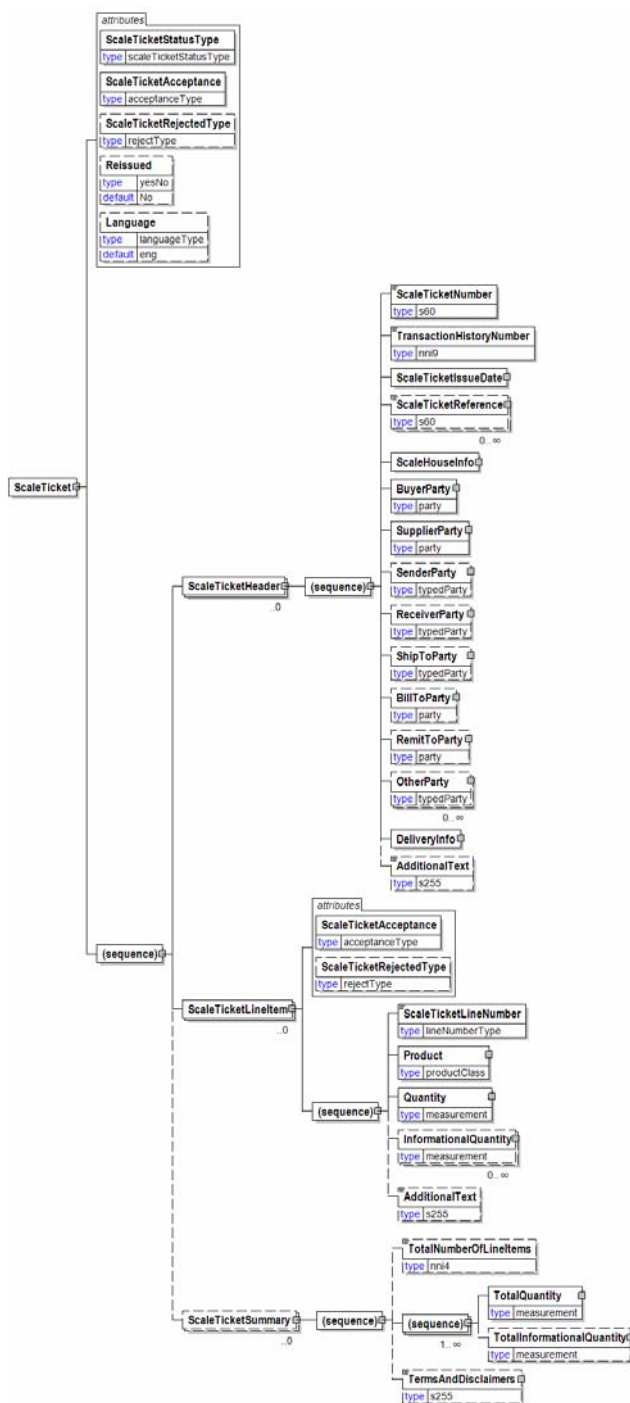 attributes
ScaleTicketStatusType
type scaleTicketStatusType
ScaleTicketAcceptance
type acceptanceType
ScaleTicketRejectedType
type rejectType
Reissued
type yesNo
default No
Language
type languageType
default eng
ScaleTicket
(sequence)
ScaleTicketHeader
..0
(sequence)
ScaleTicketNumber
type s60
TransactionHistoryNumber
type nni9
ScaleTicketIssueDate
ScaleTicketReference
type s60
0.. ∞
ScaleHouseInfo
BuyerParty
type party
SupplierParty
type party
SenderParty
type typedParty
ReceiverParty
type typedParty
ShipToParty
type typedParty
BillToParty
type party
RemitToParty
type party
OtherParty
type typedParty
0.. ∞
DeliveryInfo
AdditionalText
type s255
ScaleTicketLineItem
..0
attributes
ScaleTicketAcceptance
type acceptanceType
ScaleTicketRejectedType
type rejectType
(sequence)
ScaleTicketLineNumber
type lineNumberType
Product
type productClass
Quantity
type measurement
InformationalQuantity
type measurement
0.. ∞
AdditionalText
type s255
ScaleTicketSummary
..0
(sequence)
TotalNumberOfLineItems
type nni4
(sequence)
1.. ∞
TotalQuantity
type measurement
TotalInformationalQuantity
type measurement
TermsAndDisclaimers
type s255